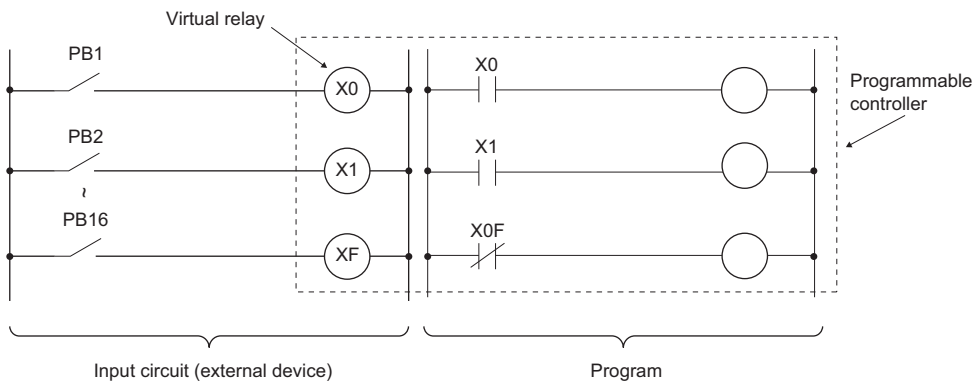 Virtual relay
PB1
X0
X0
Programmable
controller
PB2
X1
X1
~
PB16
XF
X0F
Input circuit (external device)
Program